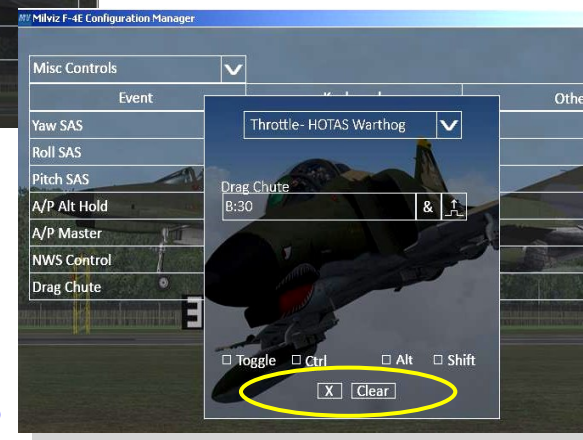 Milviz F-4E Configuration Manager
Misc Controls
Event
Othe
Throttle- HOTAS Warthog
Yaw SAS
Roll SAS
Pitch SAS
Drag Chute
A/P Alt Hold
B:30 &
A/P Master
NWS Control
Drag Chute
Toggle Ctrl Alt Shift
X Clear